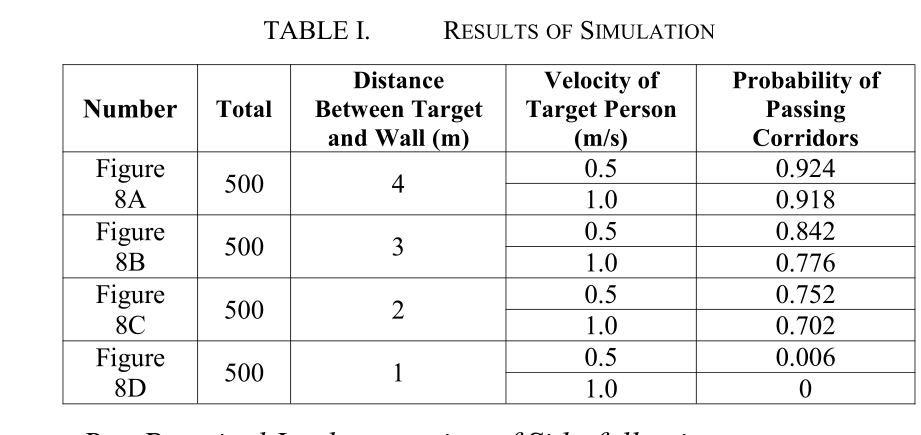 TABLE I. RESULTS OF SIMULATION
Number Total Distance Between Target and Wall (m) Velocity of Target Person (m/s) Probability of Passing Corridors
Figure 8A 500 4 0.5 0.924
1.0 0.918
Figure 8B 500 3 0.5 0.842
1.0 0.776
Figure 8C 500 2 0.5 0.752
1.0 0.702
Figure 8D 500 1 0.5 0.006
1.0 0